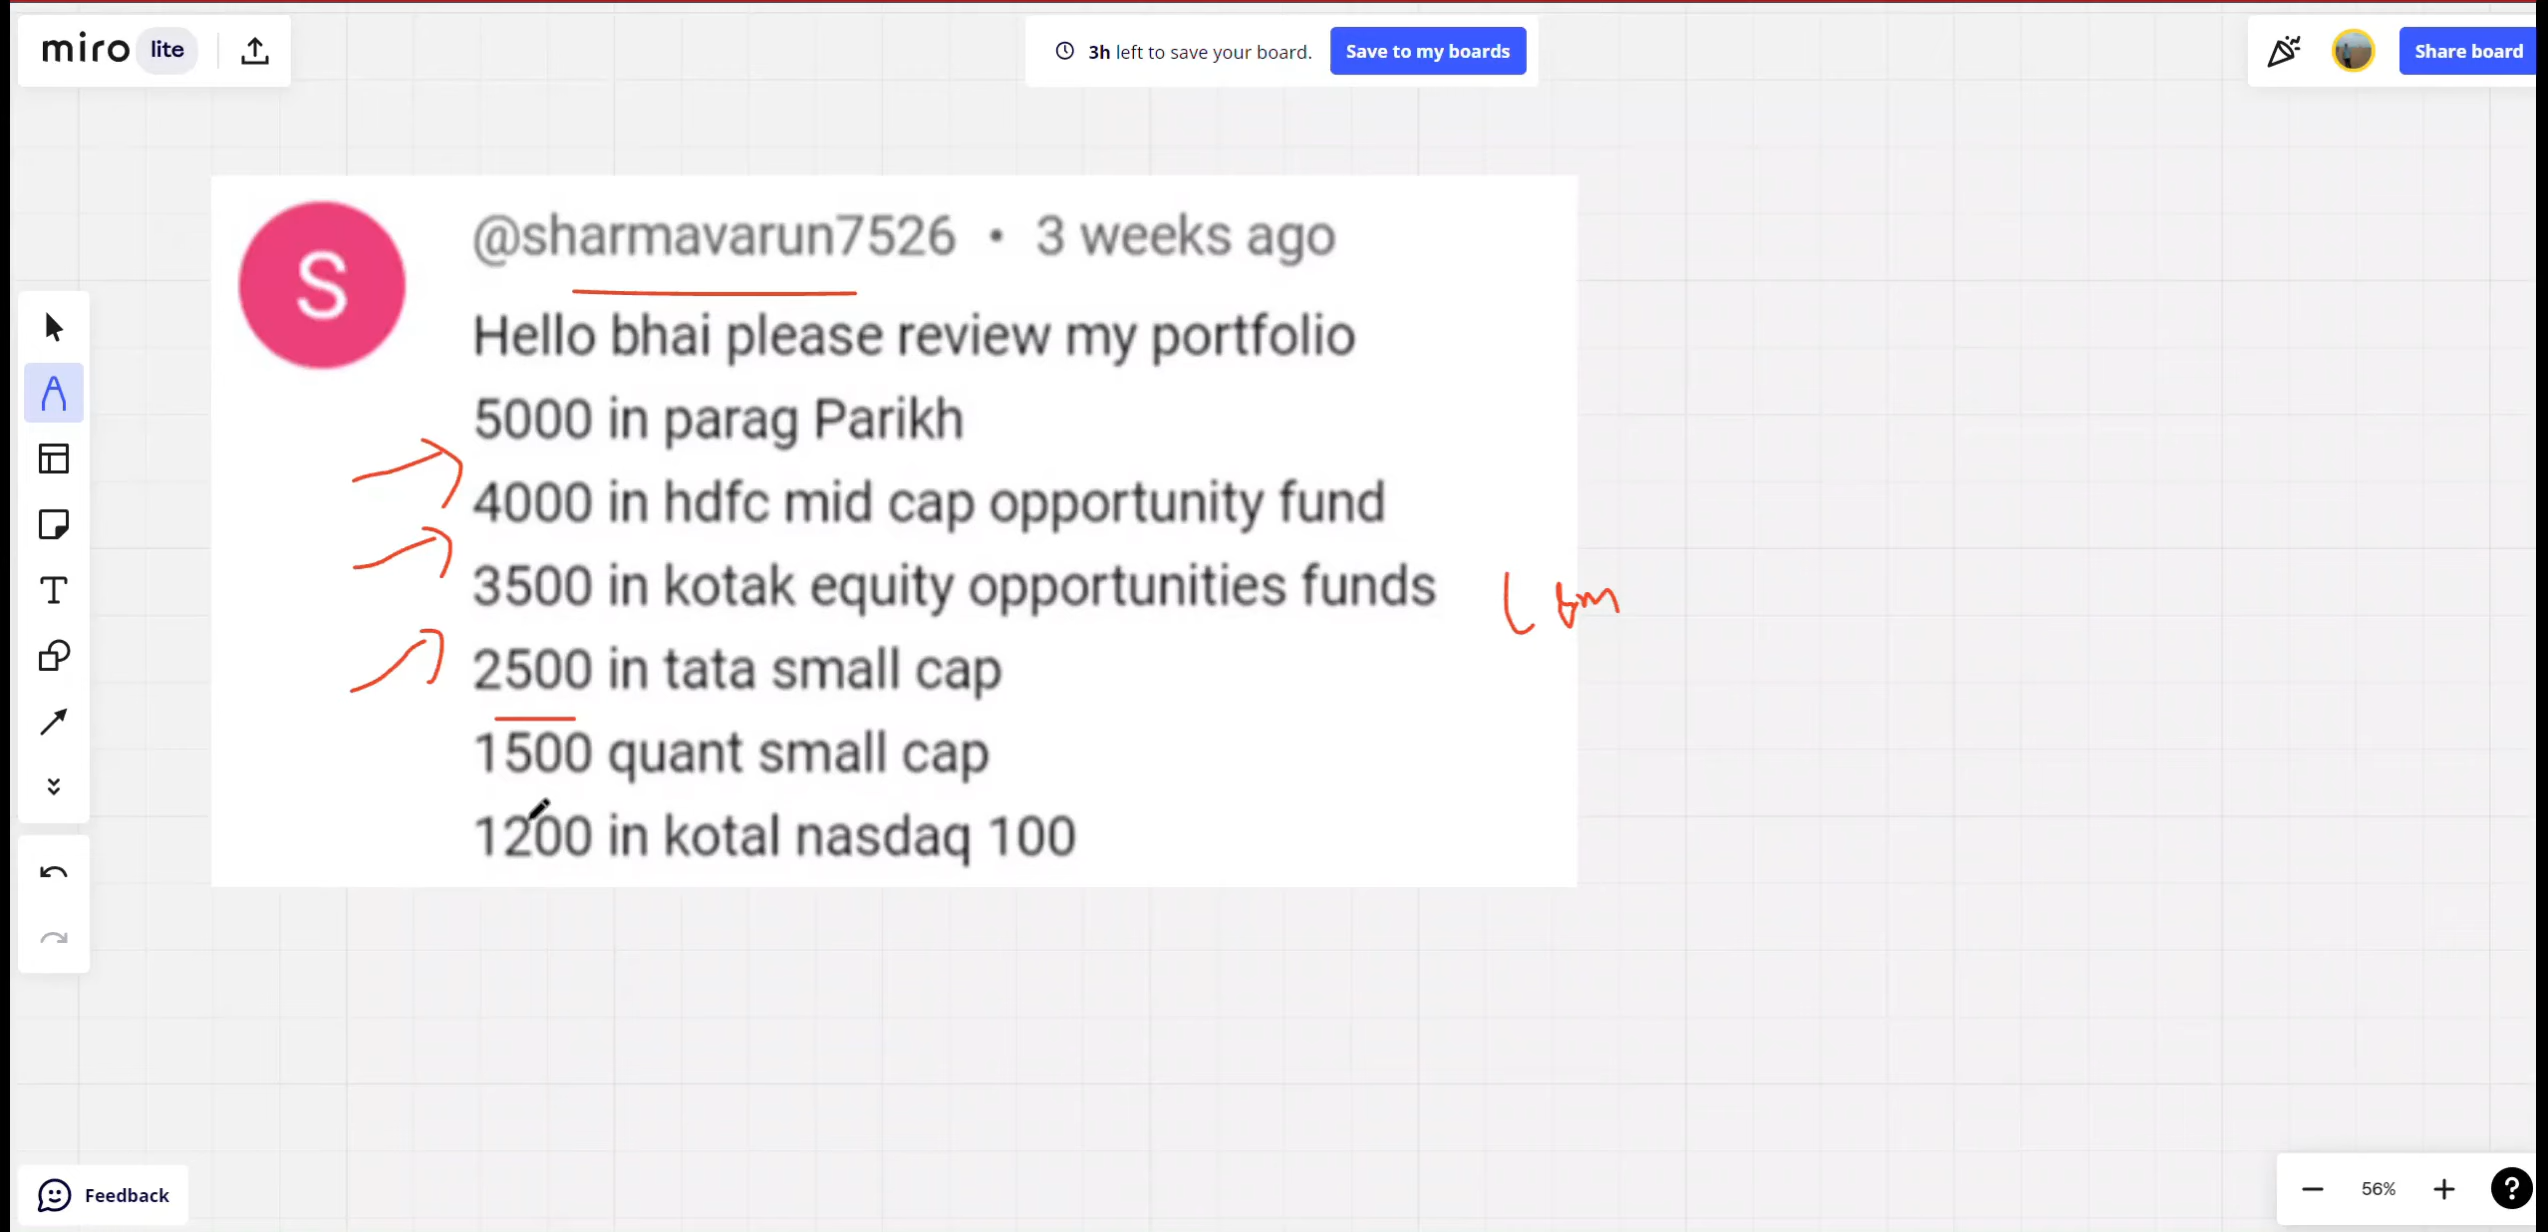 miro lite
3h left to save your board. Save to my boards
Share board
S
@sharmavarun7526 • 3 weeks ago
Hello bhai please review my portfolio
5000 in parag Parikh
4000 in hdfc mid cap opportunity fund
3500 in kotak equity opportunities funds
2500 in tata small cap
1500 quant small cap
1200 in kotal nasdaq 100
Feedback
56%